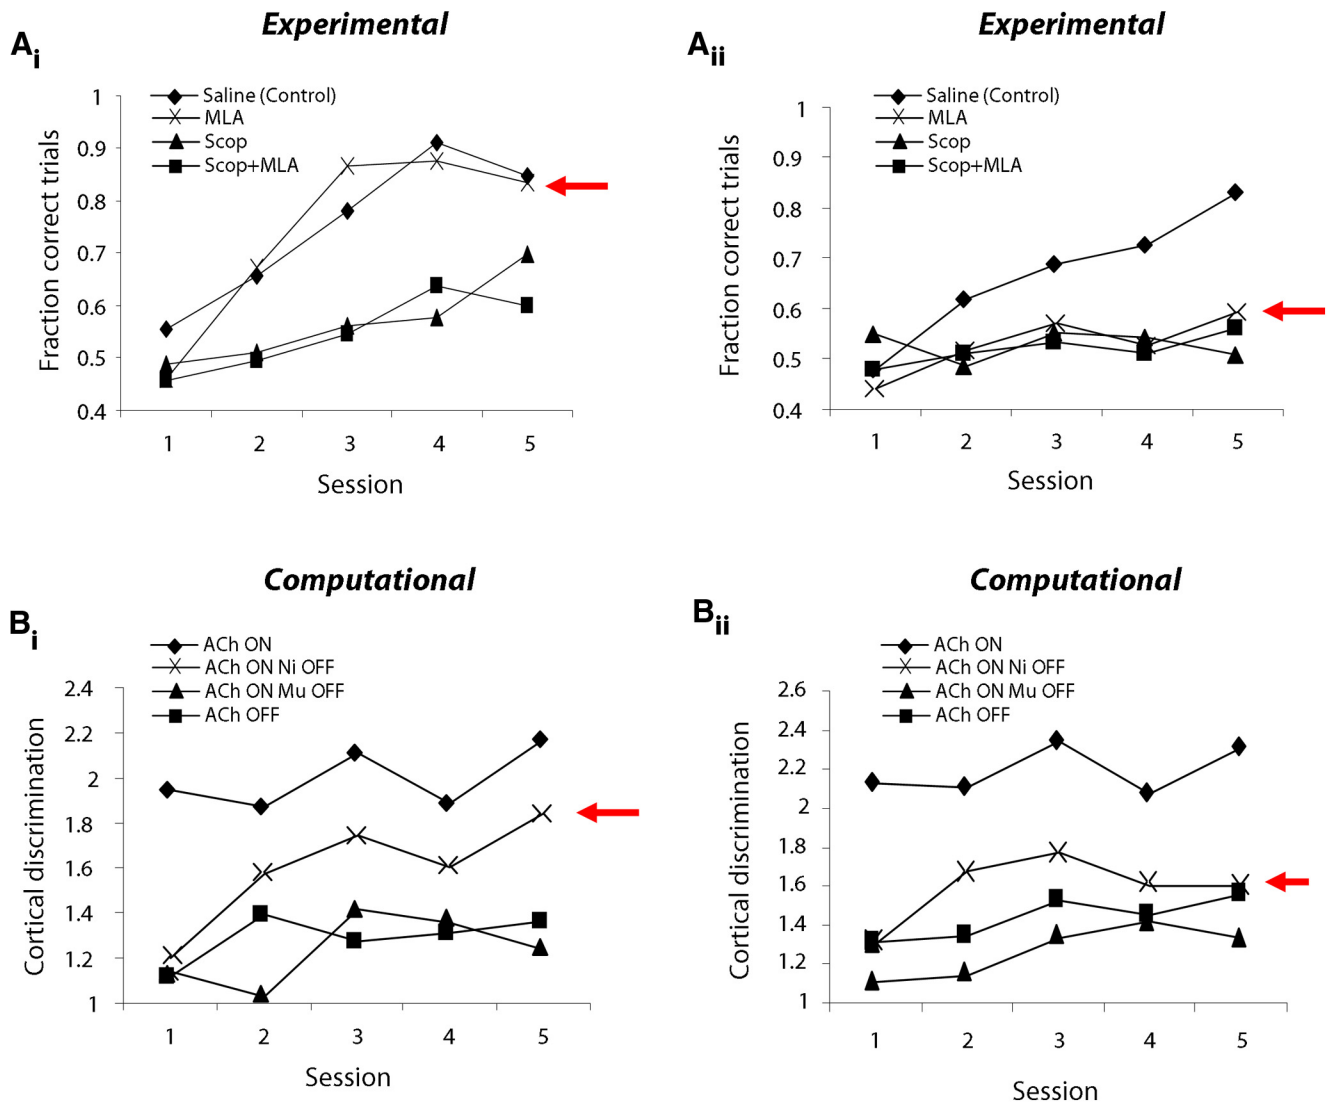 Experimental
Ai
Saline (Control)
MLA
Scop
Scop+MLA
Fraction correct trials
1
0.9
0.8
0.7
0.6
0.5
0.4
1 2 3 4 5
Session
Experimental
Aii
Saline (Control)
MLA
Scop
Scop+MLA
Fraction correct trials
1
0.9
0.8
0.7
0.6
0.5
0.4
1 2 3 4 5
Session
Computational
Bi
ACh ON
ACh ON Ni OFF
ACh ON Mu OFF
ACh OFF
Cortical discrimination
2.4
2.2
2
1.8
1.6
1.4
1.2
1
1 2 3 4 5
Session
Computational
Bii
ACh ON
ACh ON Ni OFF
ACh ON Mu OFF
ACh OFF
Cortical discrimination
2.6
2.4
2.2
2
1.8
1.6
1.4
1.2
1
1 2 3 4 5
Session